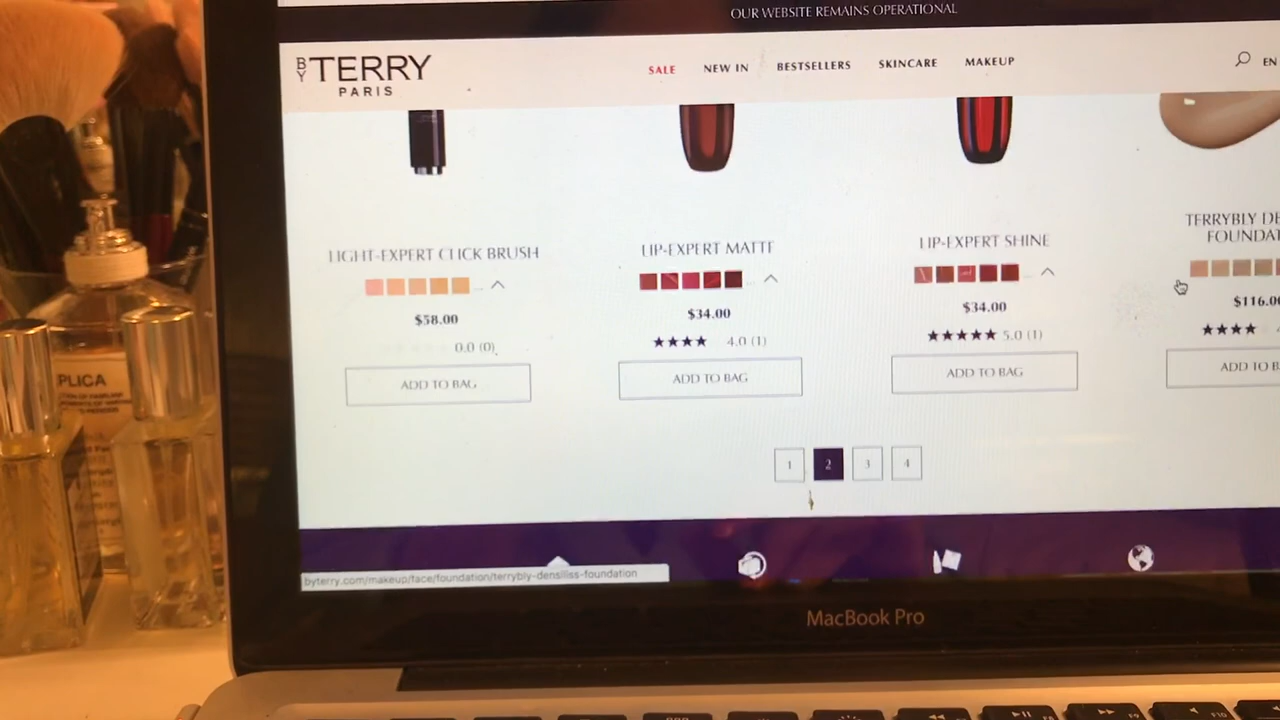 OUR WEBSITE REMAINS OPERATIONAL
BY TERRY
PARIS
SALE NEW IN BESTSELLERS SKINCARE MAKEUP EN
LIGHT-EXPERT CLICK BRUSH
...
$58.00
0.0 (0)
ADD TO BAG
LIP-EXPERT MATTE
...
$34.00
4.0 (1)
ADD TO BAG
LIP-EXPERT SHINE
...
$34.00
5.0 (1)
ADD TO BAG
TERRYBLY DE
FOUNDAT
$116.00
ADD TO B
1 2 3 4
byterry.com/makeup/face/foundation/terrybly-densiliss-foundation
MacBook Pro
PLICA